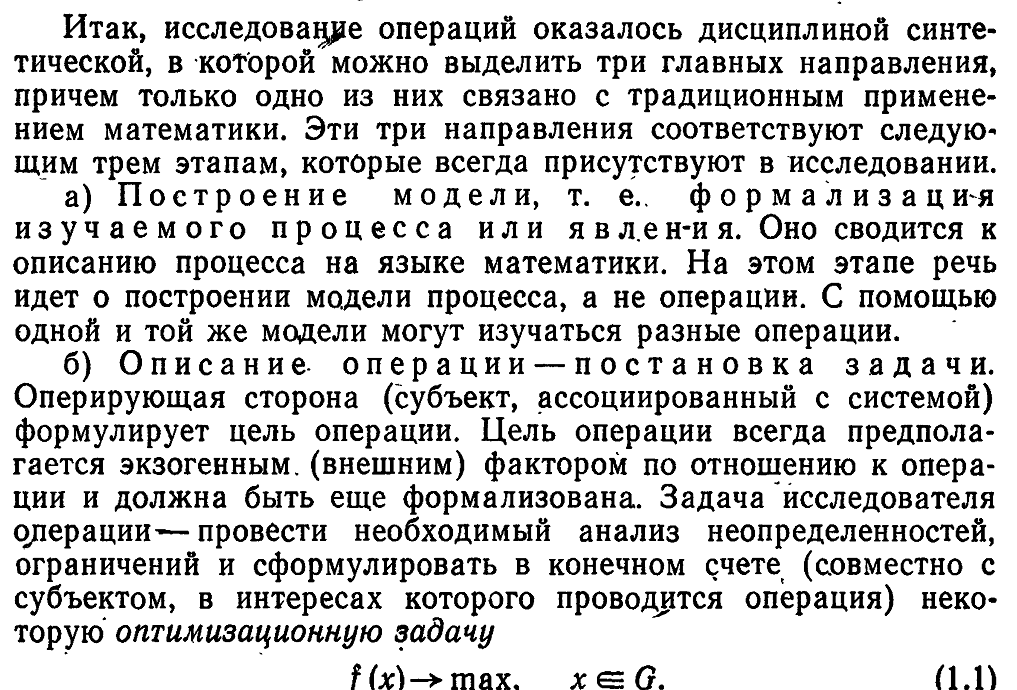 Итак, исследование операций оказалось дисциплиной синте-
тической, в которой можно выделить три главных направления,
причем только одно из них связано с традиционным примене-
нием математики. Эти три направления соответствуют следую-
щим трем этапам, которые всегда присутствуют в исследовании.
а) Построение модели, т. е. формализация
изучаемого процесса или явления. Оно сводится к
описанию процесса на языке математики. На этом этапе речь
идет о построении модели процесса, а не операции. С помощью
одной и той же модели могут изучаться разные операции.
б) Описание операции — постановка задачи.
Оперирующая сторона (субъект, ассоциированный с системой)
формулирует цель операции. Цель операции всегда предпола-
гается экзогенным (внешним) фактором по отношению к опера-
ции и должна быть еще формализована. Задача исследователя
операции — провести необходимый анализ неопределенностей,
ограничений и сформулировать в конечном счете (совместно с
субъектом, в интересах которого проводится операция) неко-
торую оптимизационную задачу
f (x) → max, x ∈ G. (1.1)